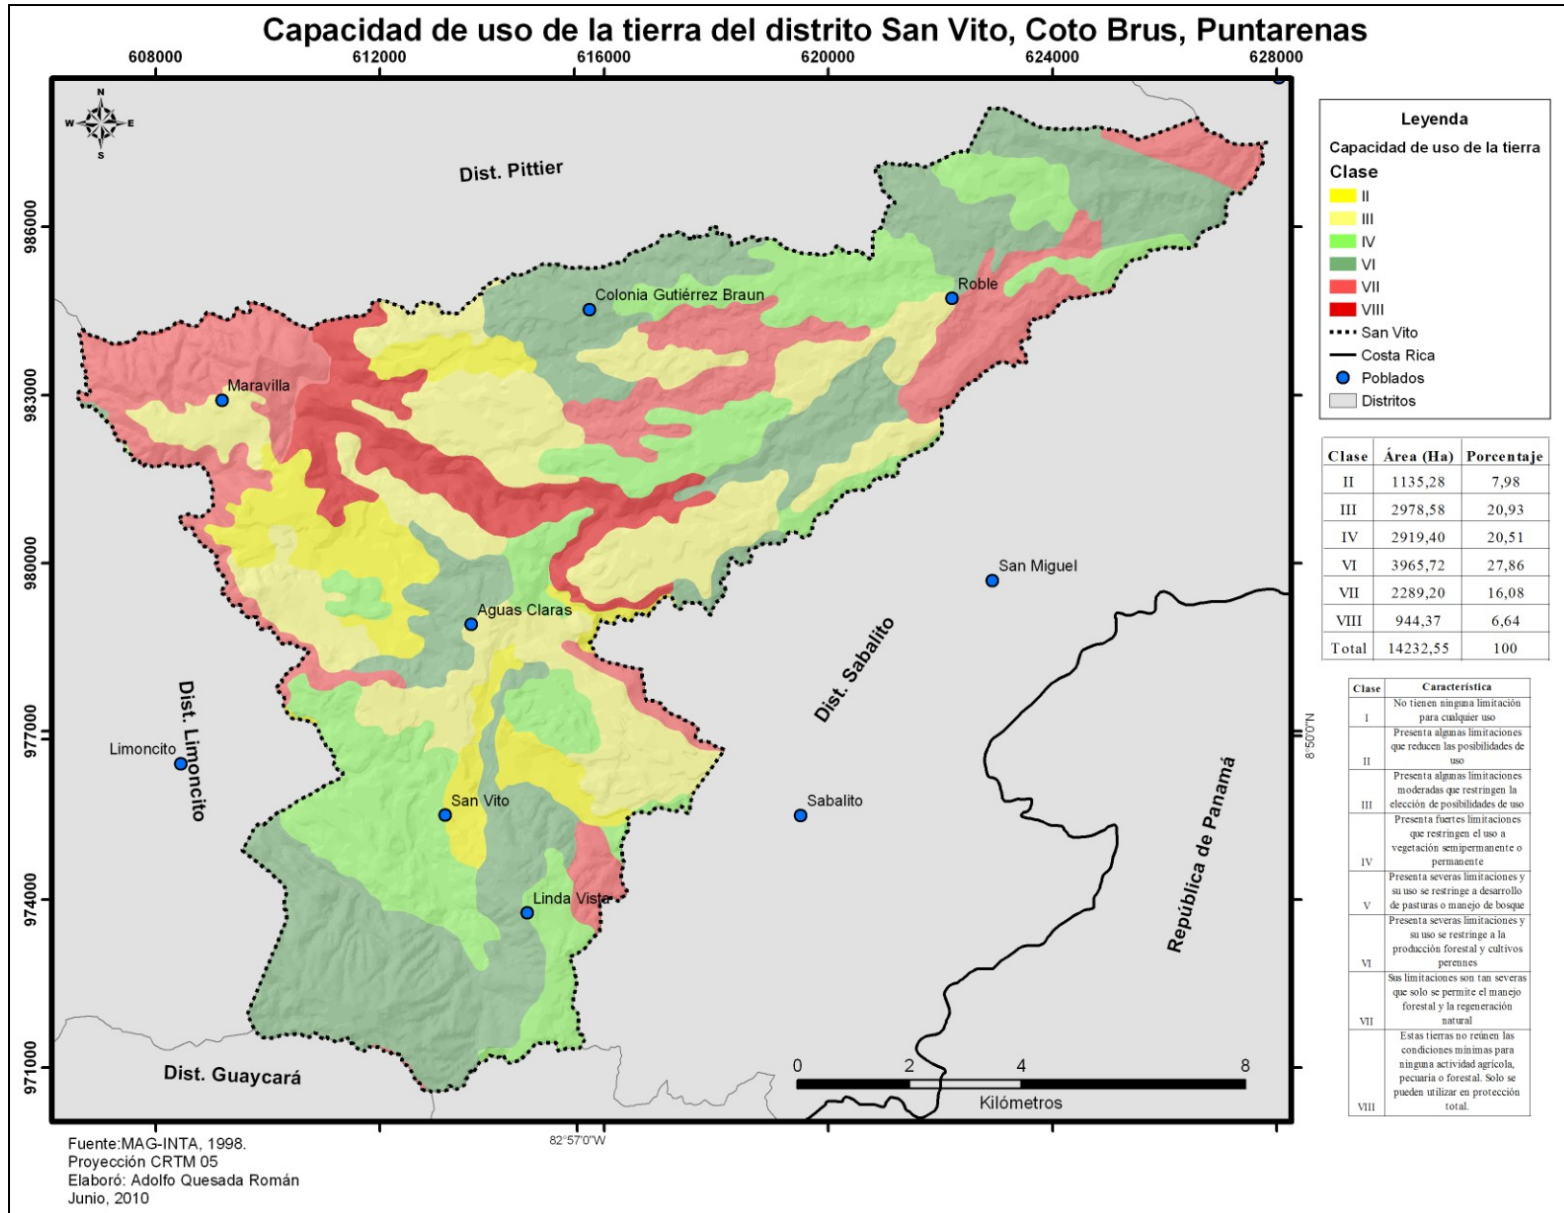 Capacidad de uso de la tierra del distrito San Vito, Coto Brus, Puntarenas
608000 612000 616000 620000 624000 628000
986000
983000
980000
977000
974000
971000
N
W E
S
Dist. Pittier
Colonia Gutiérrez Braun
Roble
Maravilla
San Miguel
Aguas Claras
Dist. Sabalito
Dist. Limoncito
Limoncito
San Vito
Sabalito
República de Panamá
Linda Vista
Dist. Guaycará
0 2 4 8
Kilómetros
8°50'0"N
82°57'0"W
Leyenda
Capacidad de uso de la tierra
Clase
II
III
IV
VI
VII
VIII
San Vito
Costa Rica
Poblados
Distritos
Clase Área (Ha) Porcentaje
II 1135,28 7,98
III 2978,58 20,93
IV 2919,40 20,51
VI 3965,72 27,86
VII 2289,20 16,08
VIII 944,37 6,64
Total 14232,55 100
Clase Característica
No tienen ninguna limitación
I para cualquier uso
Presenta algunas limitaciones
que reducen las posibilidades de
II uso
Presenta algunas limitaciones
moderadas que restringen la
III elección de posibilidades de uso
Presenta fuertes limitaciones
que restringen el uso a
vegetación semipermanente o
IV permanente
Presenta severas limitaciones y
su uso se restringe a desarrollo
V de pasturas o manejo de bosque
Presenta severas limitaciones y
su uso se restringe a la
producción forestal y cultivos
VI perennes
Sus limitaciones son tan severas
que solo se permite el manejo
forestal y la regeneración
VII natural
Estas tierras no reúnen las
condiciones mínimas para
ninguna actividad agrícola,
pecuaria o forestal. Solo se
pueden utilizar en protección
VIII total.
Fuente:MAG-INTA, 1998.
Proyección CRTM 05
Elaboró: Adolfo Quesada Román
Junio, 2010